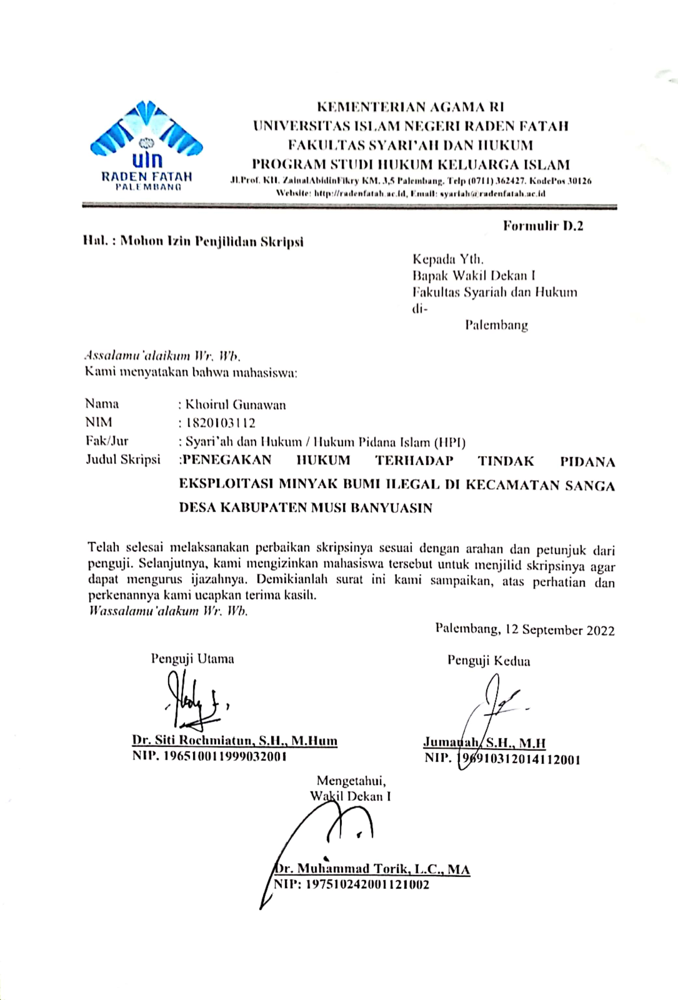 KEMENTERIAN AGAMA RI
UNIVERSITAS ISLAM NEGERI RADEN FATAH
FAKULTAS SYARI'AH DAN HUKUM
PROGRAM STUDI HUKUM KELUARGA ISLAM
Jl.Prof. KH. ZainalAbidinFikry KM. 3,5 Palembang. Telp (0711) 362427. KodePos 30126
Website: http://radenfatah.ac.id, Email: syariah@radenfatah.ac.id
uin
RADEN FATAH
PALEMBANG
Formulir D.2
Hal. : Mohon Izin Penjilidan Skripsi
Kepada Yth.
Bapak Wakil Dekan I
Fakultas Syariah dan Hukum
di-
Palembang
Assalamu'alaikum Wr. Wb.
Kami menyatakan bahwa mahasiswa:
Nama : Khoirul Gunawan
NIM : 1820103112
Fak/Jur : Syari'ah dan Hukum / Hukum Pidana Islam (HPI)
Judul Skripsi :PENEGAKAN HUKUM TERHADAP TINDAK PIDANA
EKSPLOITASI MINYAK BUMI ILEGAL DI KECAMATAN SANGA
DESA KABUPATEN MUSI BANYUASIN
Telah selesai melaksanakan perbaikan skripsinya sesuai dengan arahan dan petunjuk dari
penguji. Selanjutnya, kami mengizinkan mahasiswa tersebut untuk menjilid skripsinya agar
dapat mengurus ijazahnya. Demikianlah surat ini kami sampaikan, atas perhatian dan
perkenannya kami ucapkan terima kasih.
Wassalamu'alakum Wr. Wb.
Palembang, 12 September 2022
Penguji Utama Penguji Kedua
Dr. Siti Rochmiatun, S.H., M.Hum Jumanah, S.H., M.H
NIP. 196510011999032001 NIP. 196910312014112001
Mengetahui,
Wakil Dekan I
Dr. Muhammad Torik, L.C., MA
NIP: 197510242001121002